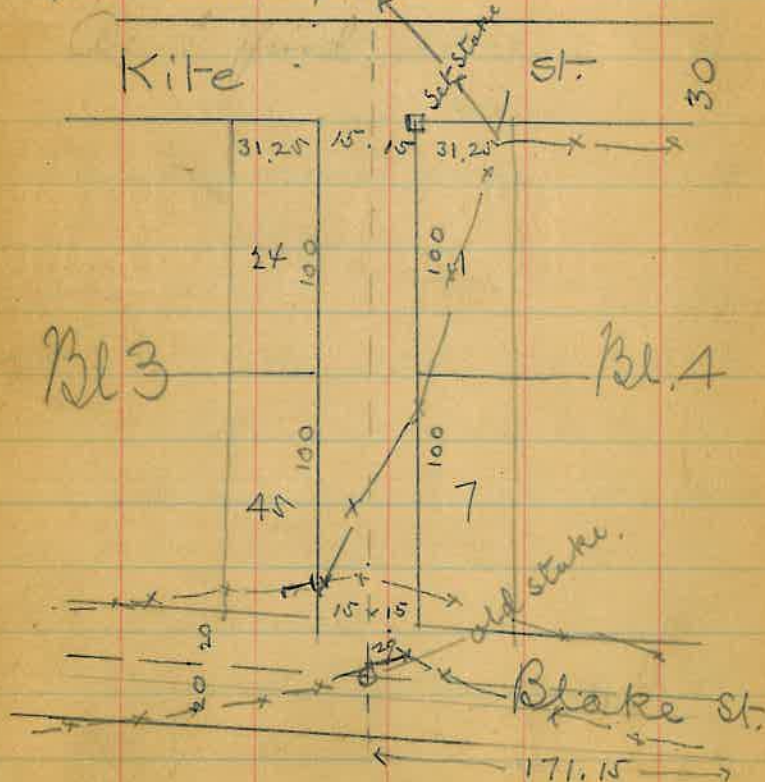 Kite St.
Set Stake
30
31.25 15. 15 31.25
24 100 100
Bl 3 Bl. 4
100 100
45 7
old stake.
15 x 15
20 20
20
Blake St.
171.15